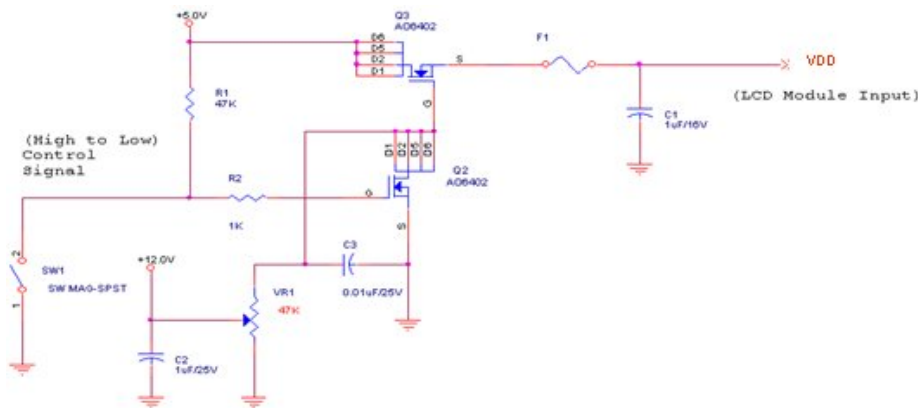 +5.0V
Q3
AO6402
D6
D5
D2
D1
S
G
F1
VDD
(LCD Module Input)
C1
1uF/16V
R1
47K
(High to Low)
Control
Signal
R2
1K
D1
D2
D5
D6
Q2
AO6402
G
S
+12.0V
C3
0.01uF/25V
2
SW1
SW MAG-SPST
1
VR1
47K
C2
1uF/25V